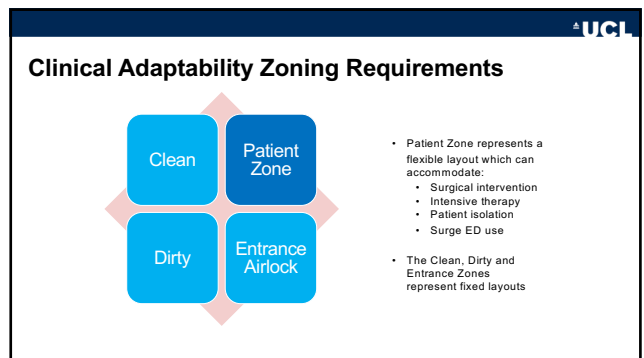 UCL
Clinical Adaptability Zoning Requirements
Clean
Patient
Zone
Dirty
Entrance
Airlock
• Patient Zone represents a
flexible layout which can
accommodate:
• Surgical intervention
• Intensive therapy
• Patient isolation
• Surge ED use
• The Clean, Dirty and
Entrance Zones
represent fixed layouts